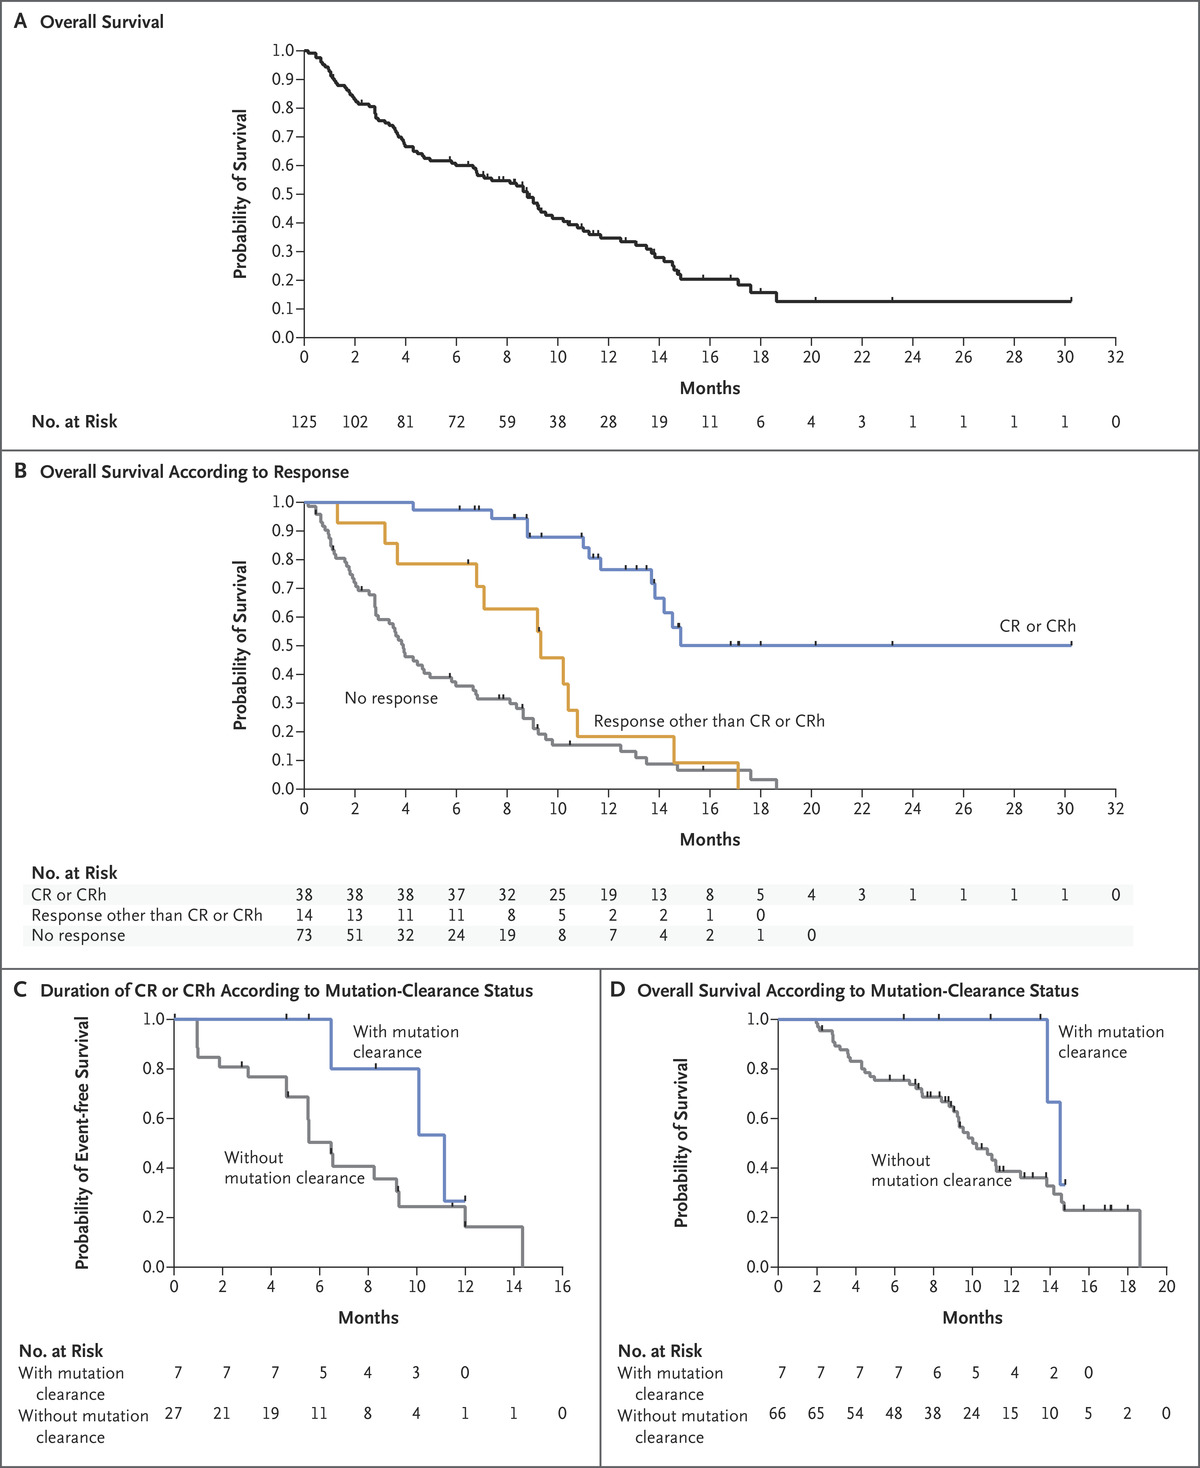 A Overall Survival
Probability of Survival
1.0
0.9
0.8
0.7
0.6
0.5
0.4
0.3
0.2
0.1
0.0
0 2 4 6 8 10 12 14 16 18 20 22 24 26 28 30 32
Months
No. at Risk 125 102 81 72 59 38 28 19 11 6 4 3 1 1 1 1 0
B Overall Survival According to Response
Probability of Survival
1.0
0.9
0.8
0.7
0.6
0.5
0.4
0.3
0.2
0.1
0.0
CR or CRh
No response
Response other than CR or CRh
0 2 4 6 8 10 12 14 16 18 20 22 24 26 28 30 32
Months
No. at Risk
CR or CRh 38 38 38 37 32 25 19 13 8 5 4 3 1 1 1 1 0
Response other than CR or CRh 14 13 11 11 8 5 2 2 1 0
No response 73 51 32 24 19 8 7 4 2 1 0
C Duration of CR or CRh According to Mutation-Clearance Status
Probability of Event-free Survival
1.0
0.8
0.6
0.4
0.2
0.0
With mutation
clearance
Without
mutation clearance
0 2 4 6 8 10 12 14 16
Months
No. at Risk
With mutation 7 7 7 5 4 3 0
clearance
Without mutation 27 21 19 11 8 4 1 1 0
clearance
D Overall Survival According to Mutation-Clearance Status
Probability of Survival
1.0
0.8
0.6
0.4
0.2
0.0
With mutation
clearance
Without
mutation clearance
0 2 4 6 8 10 12 14 16 18 20
Months
No. at Risk
With mutation 7 7 7 7 6 5 4 2 0
clearance
Without mutation 66 65 54 48 38 24 15 10 5 2 0
clearance